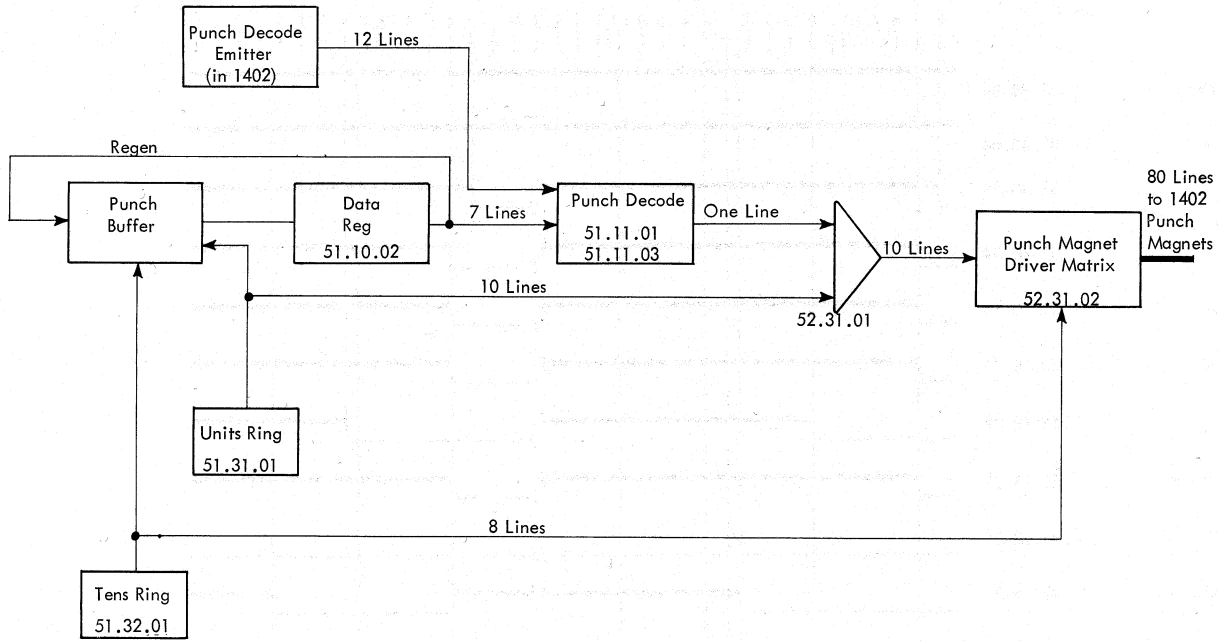 Punch Decode
Emitter
(in 1402)
12 Lines
Regen
Punch
Buffer
Data
Reg
51.10.02
7 Lines
Punch Decode
51.11.01
51.11.03
One Line
10 Lines
52.31.01
10 Lines
Punch Magnet
Driver Matrix
52.31.02
80 Lines
to 1402
Punch
Magnets
Units Ring
51.31.01
8 Lines
Tens Ring
51.32.01